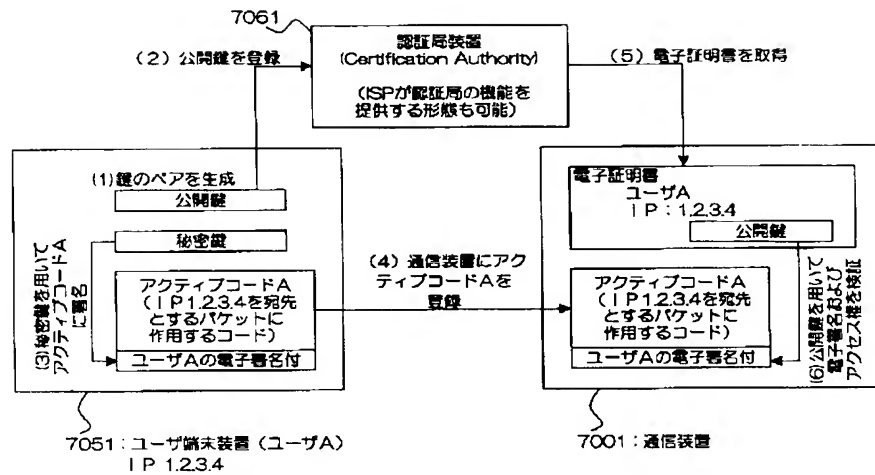 7061
認証局装置
(Certification Authority)
(ISPが認証局の機能を
提供する形態も可能)
(2) 公開鍵を登録
(5) 電子証明書を取得
(1)鍵のペアを生成
公開鍵
秘密鍵
(3)秘密鍵を用いて
アクティブコードA
に署名
アクティブコードA
(IP1.2.3.4を宛先
とするパケットに
作用するコード)
ユーザAの電子署名付
(4) 通信装置にアク
ティブコードAを
登録
電子証明書
ユーザA
IP:1.2.3.4
公開鍵
アクティブコードA
(IP1.2.3.4を宛先
とするパケットに
作用するコード)
ユーザAの電子署名付
(6)公開鍵を用いて
電子署名および
アクセス権を検証
7051:ユーザ端末装置(ユーザA)
IP 1.2.3.4
7001:通信装置